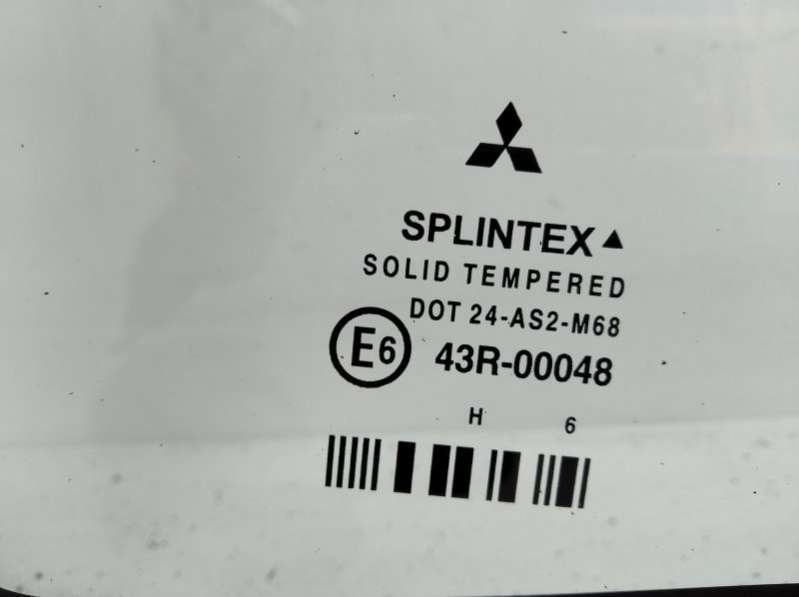 SPLINTEX▲
SOLID TEMPERED
DOT 24-AS2-M68
E6 43R-00048
H 6